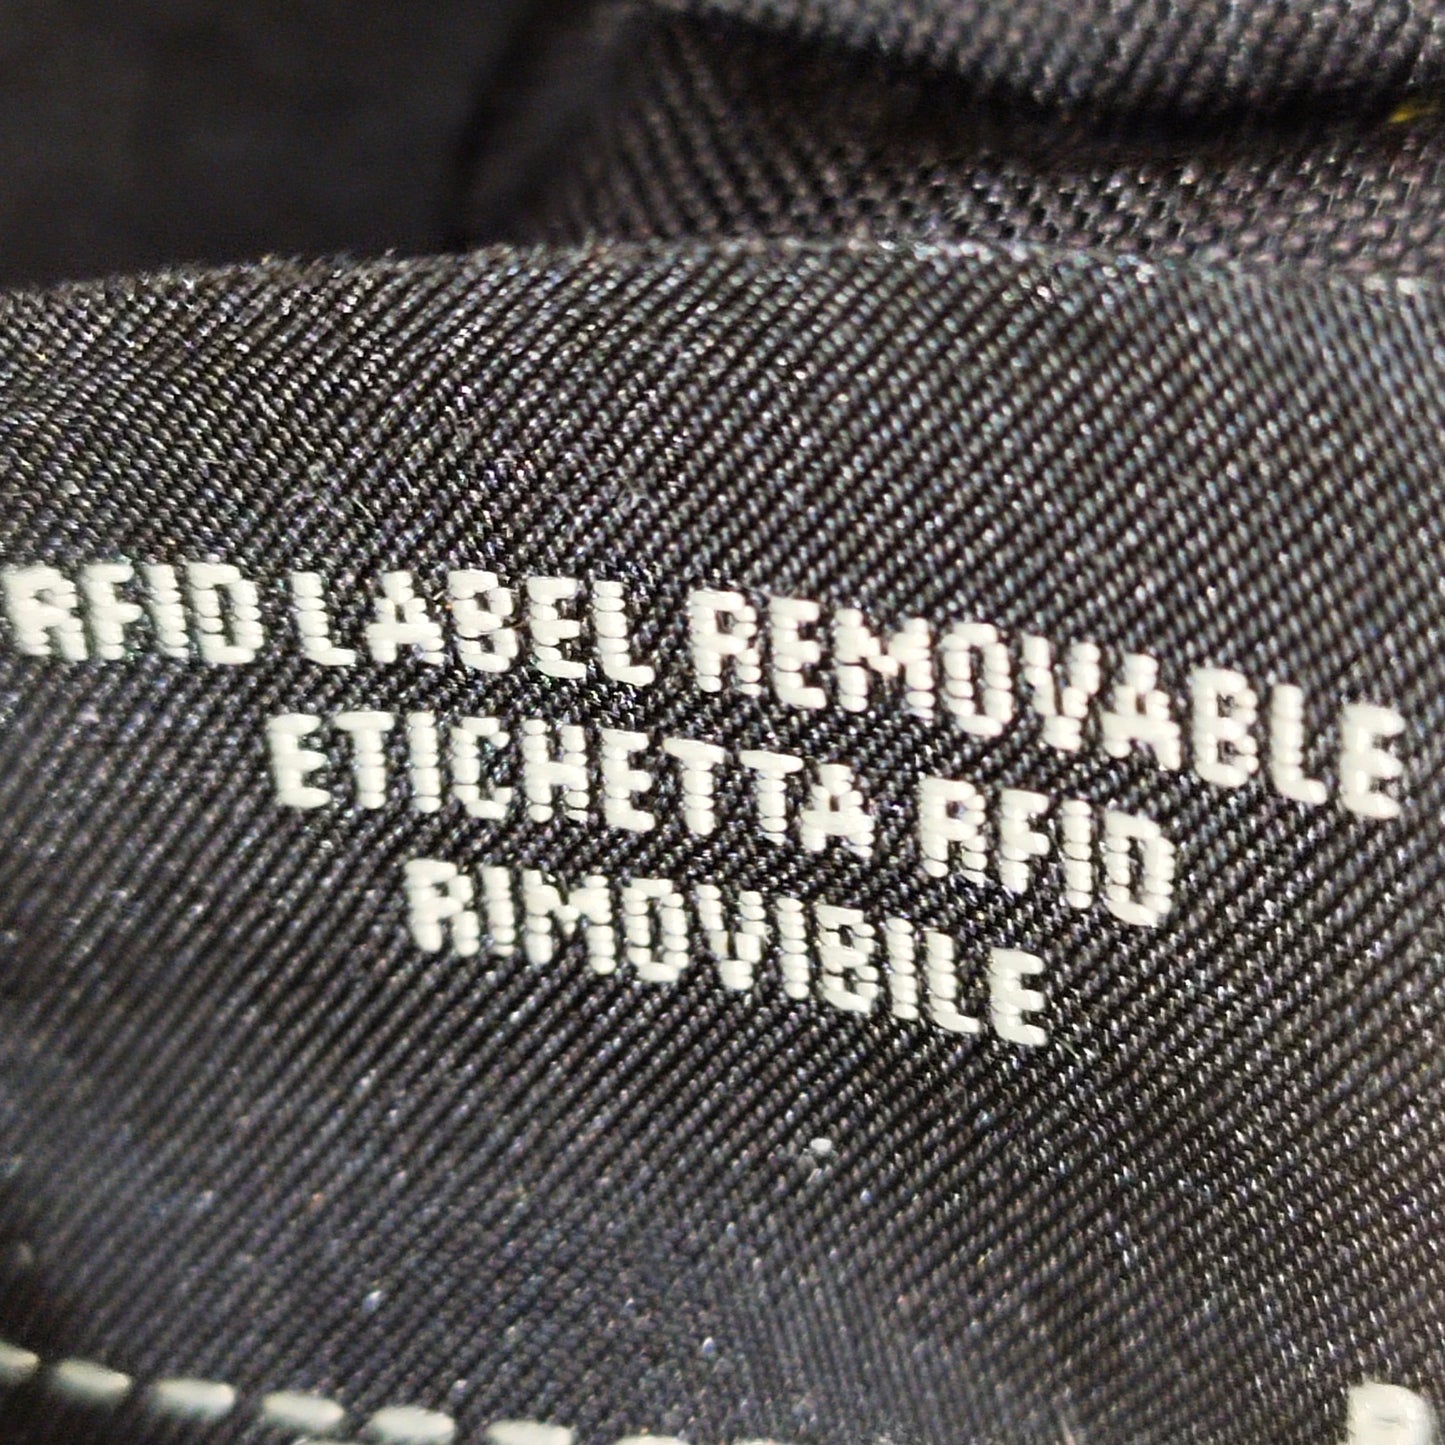 RFID LABEL REMOVABLE
ETICHETTA RFID
RIMOVIBILE